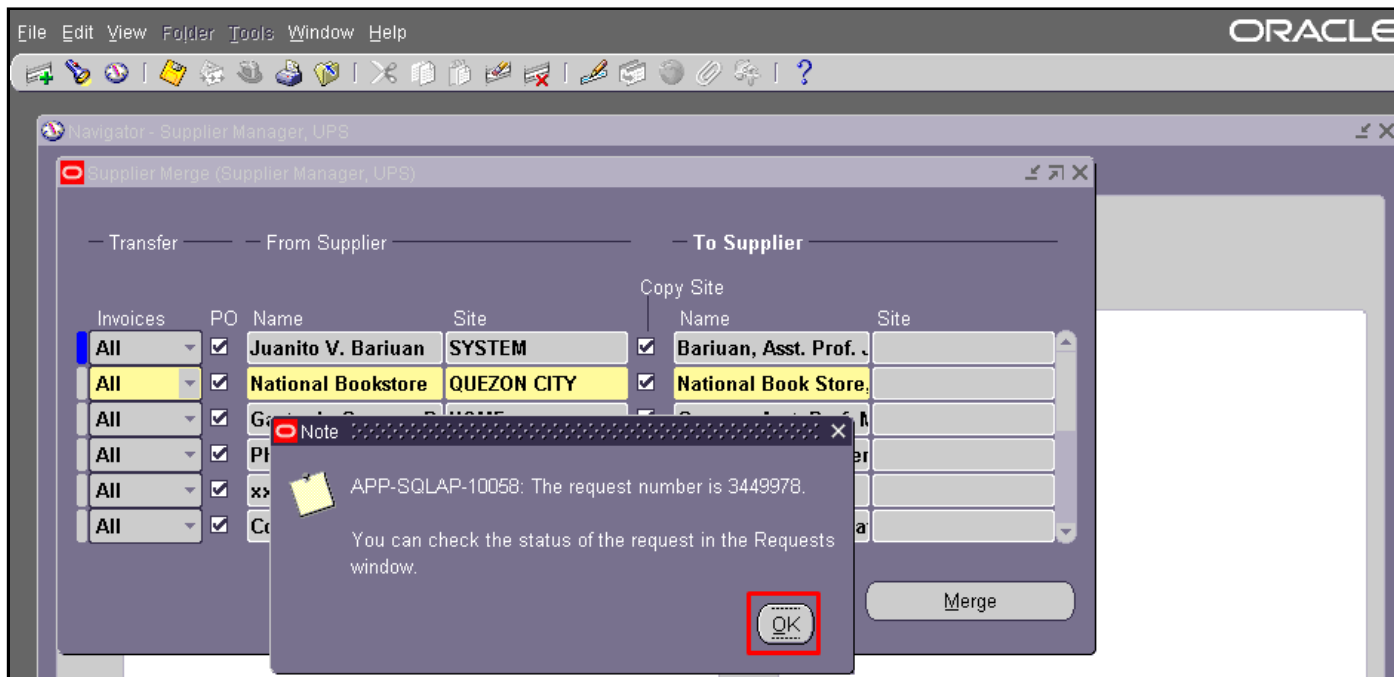 File Edit View Folder Tools Window Help
ORACLE
Navigator - Supplier Manager, UPS
Supplier Merge (Supplier Manager, UPS)
Transfer From Supplier To Supplier
Copy Site
Invoices PO Name Site Name Site
All Juanito V. Bariuan SYSTEM Bariuan, Asst. Prof.
All National Bookstore QUEZON CITY National Book Store,
All
All
All
All
Note
APP-SQLAP-10058: The request number is 3449978.
You can check the status of the request in the Requests
window.
OK
Merge